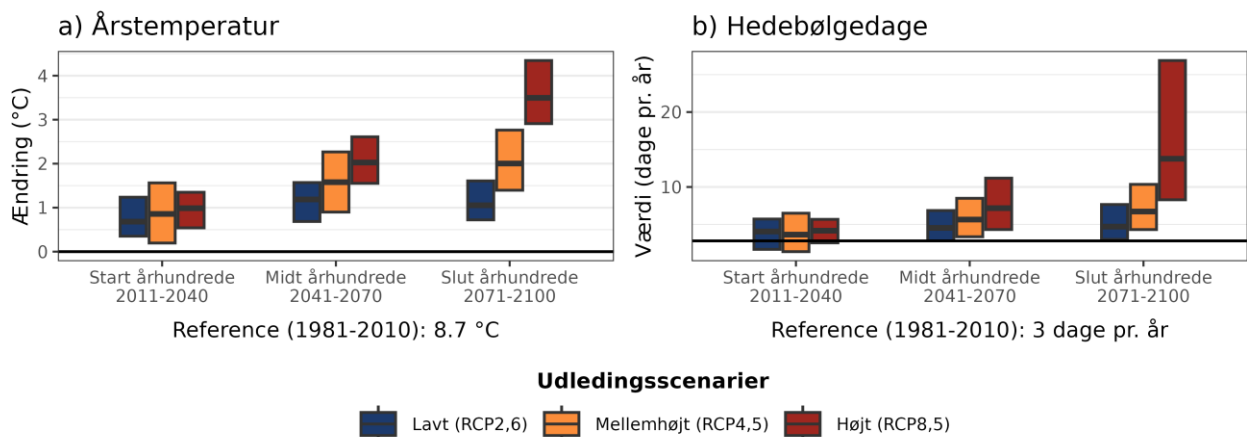 a) Årstemperatur
Ændring (°C)
4
3
2
1
0
Start århundrede
2011-2040
Midt århundrede
2041-2070
Slut århundrede
2071-2100
Reference (1981-2010): 8.7 °C
b) Hedebølgedage
Værdi (dage pr. år)
20
10
Start århundrede
2011-2040
Midt århundrede
2041-2070
Slut århundrede
2071-2100
Reference (1981-2010): 3 dage pr. år
Udledingsscenarier
Lavt (RCP2,6)
Mellemhøjt (RCP4,5)
Højt (RCP8,5)